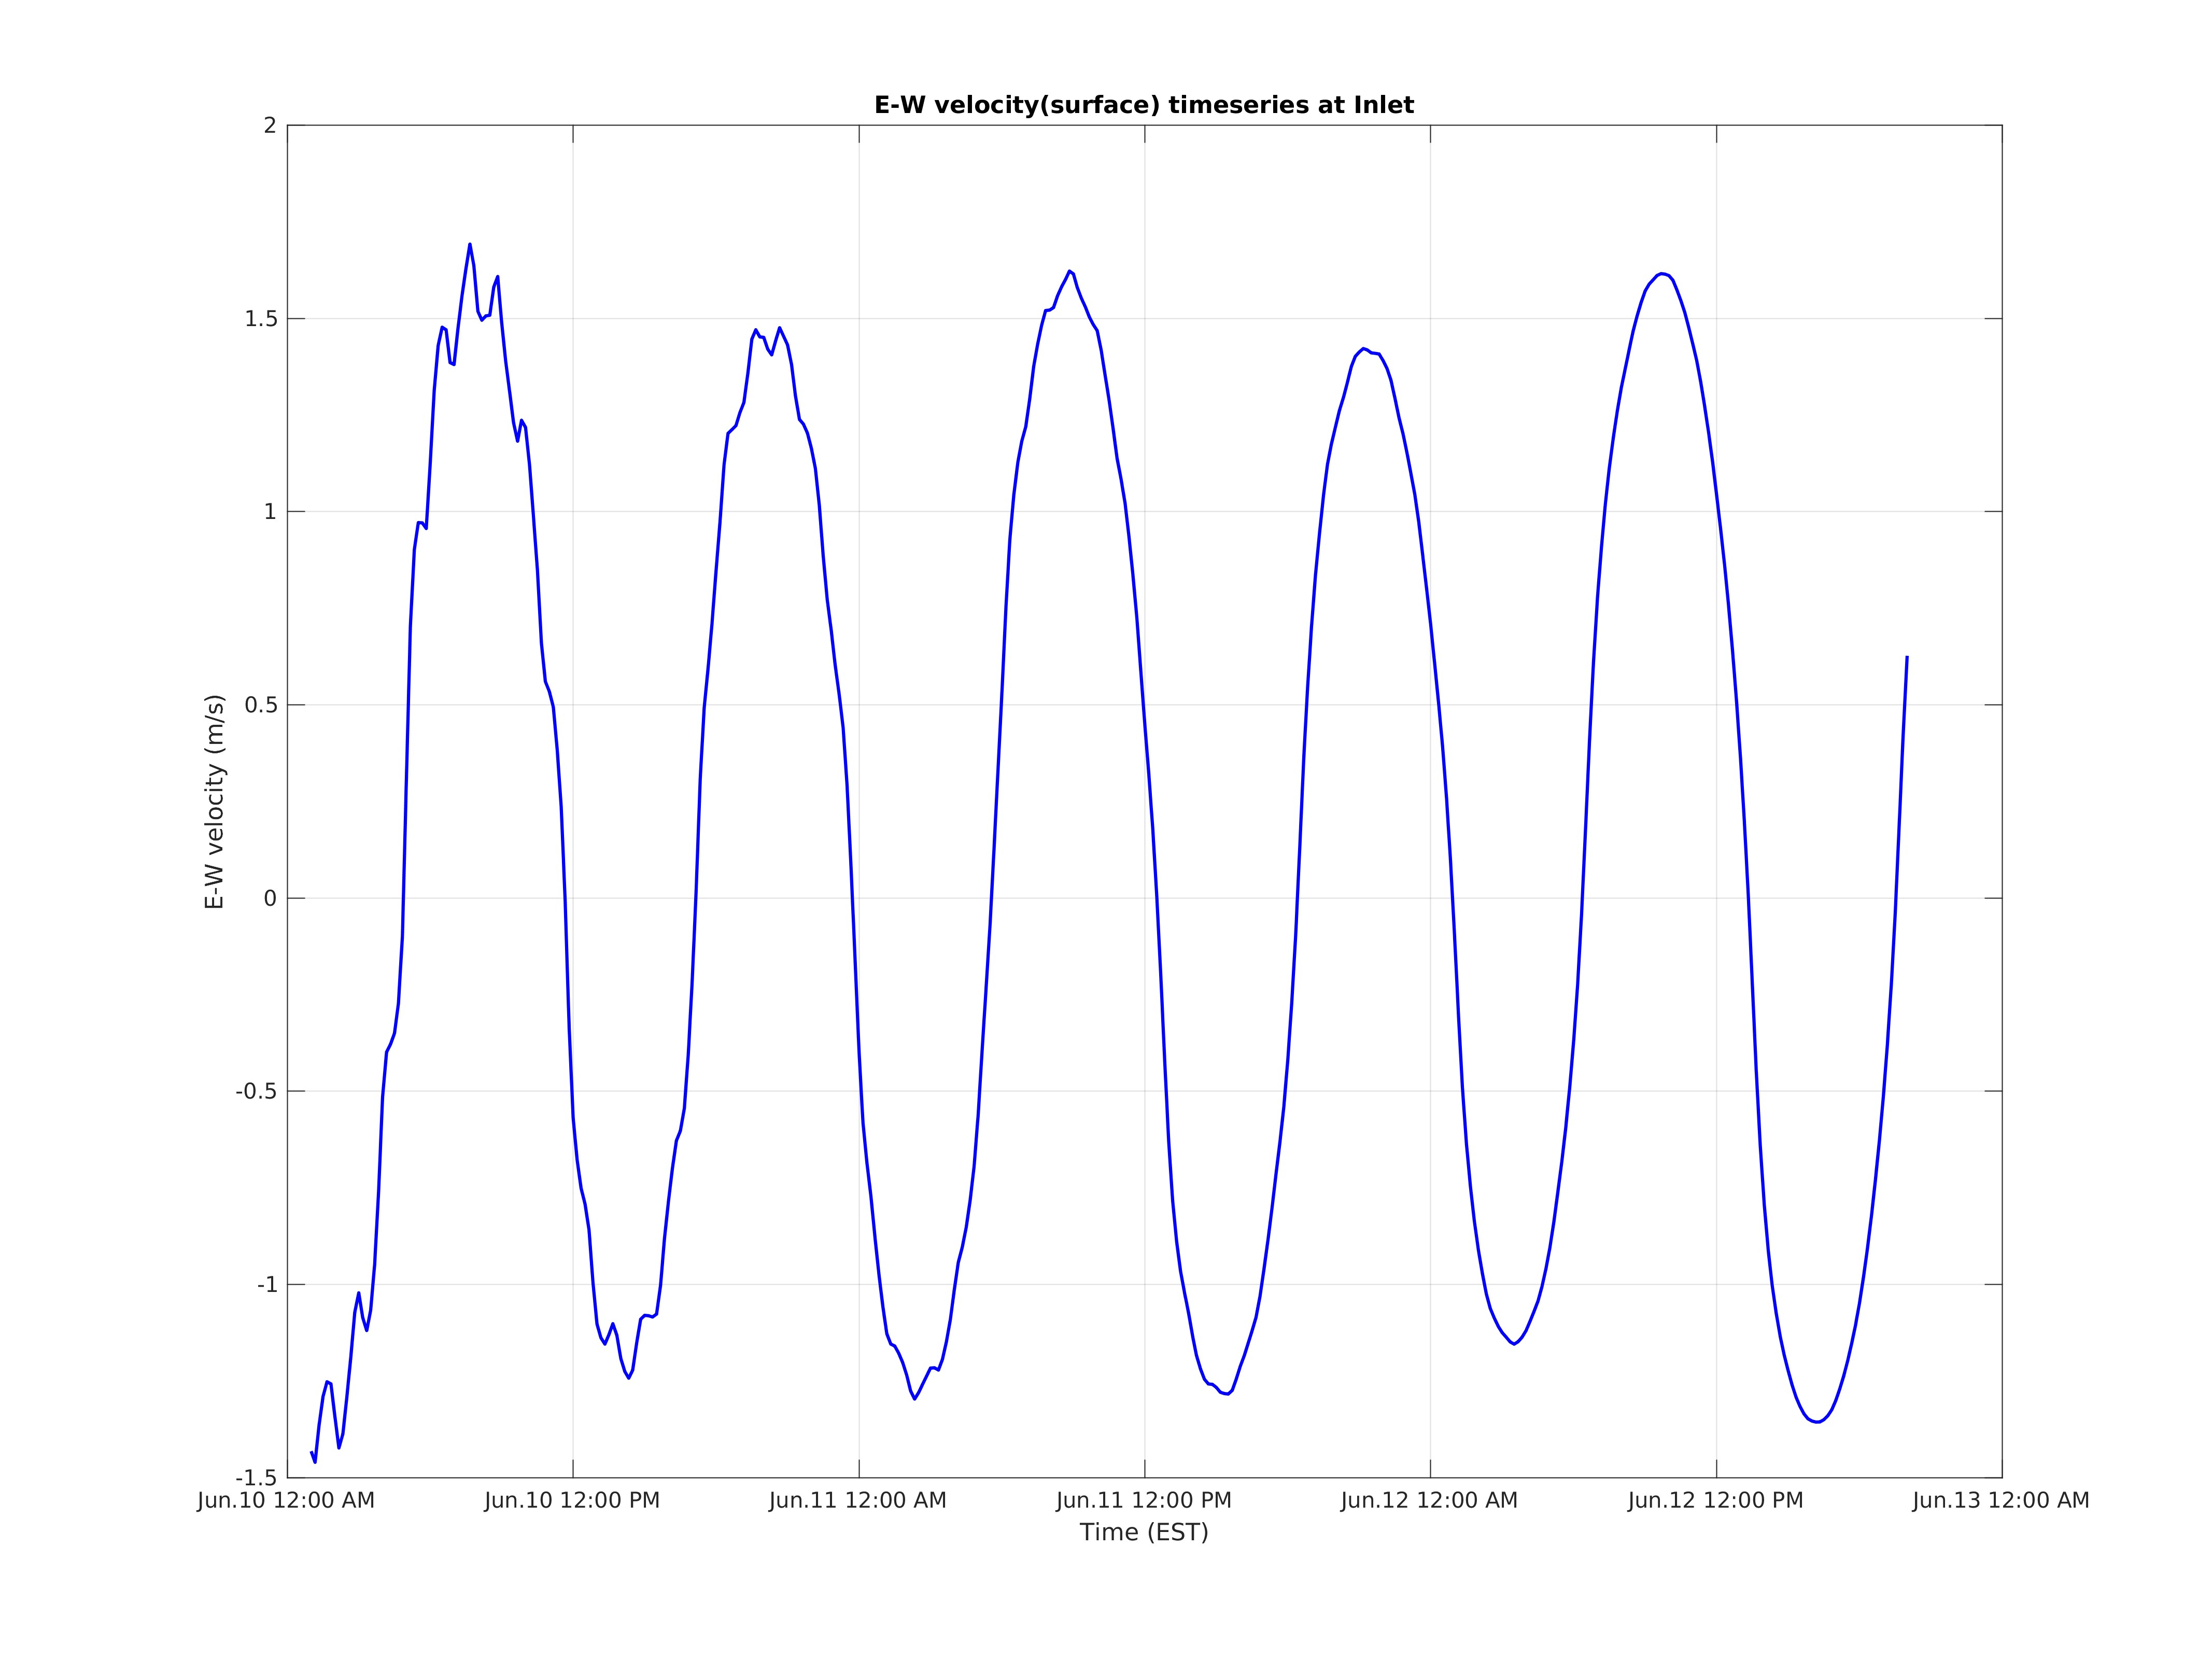 E-W velocity(surface) timeseries at Inlet
2
1.5
1
0.5
0
-0.5
-1
-1.5
E-W velocity (m/s)
Jun.10 12:00 AM Jun.10 12:00 PM Jun.11 12:00 AM Jun.11 12:00 PM Jun.12 12:00 AM Jun.12 12:00 PM Jun.13 12:00 AM
Time (EST)